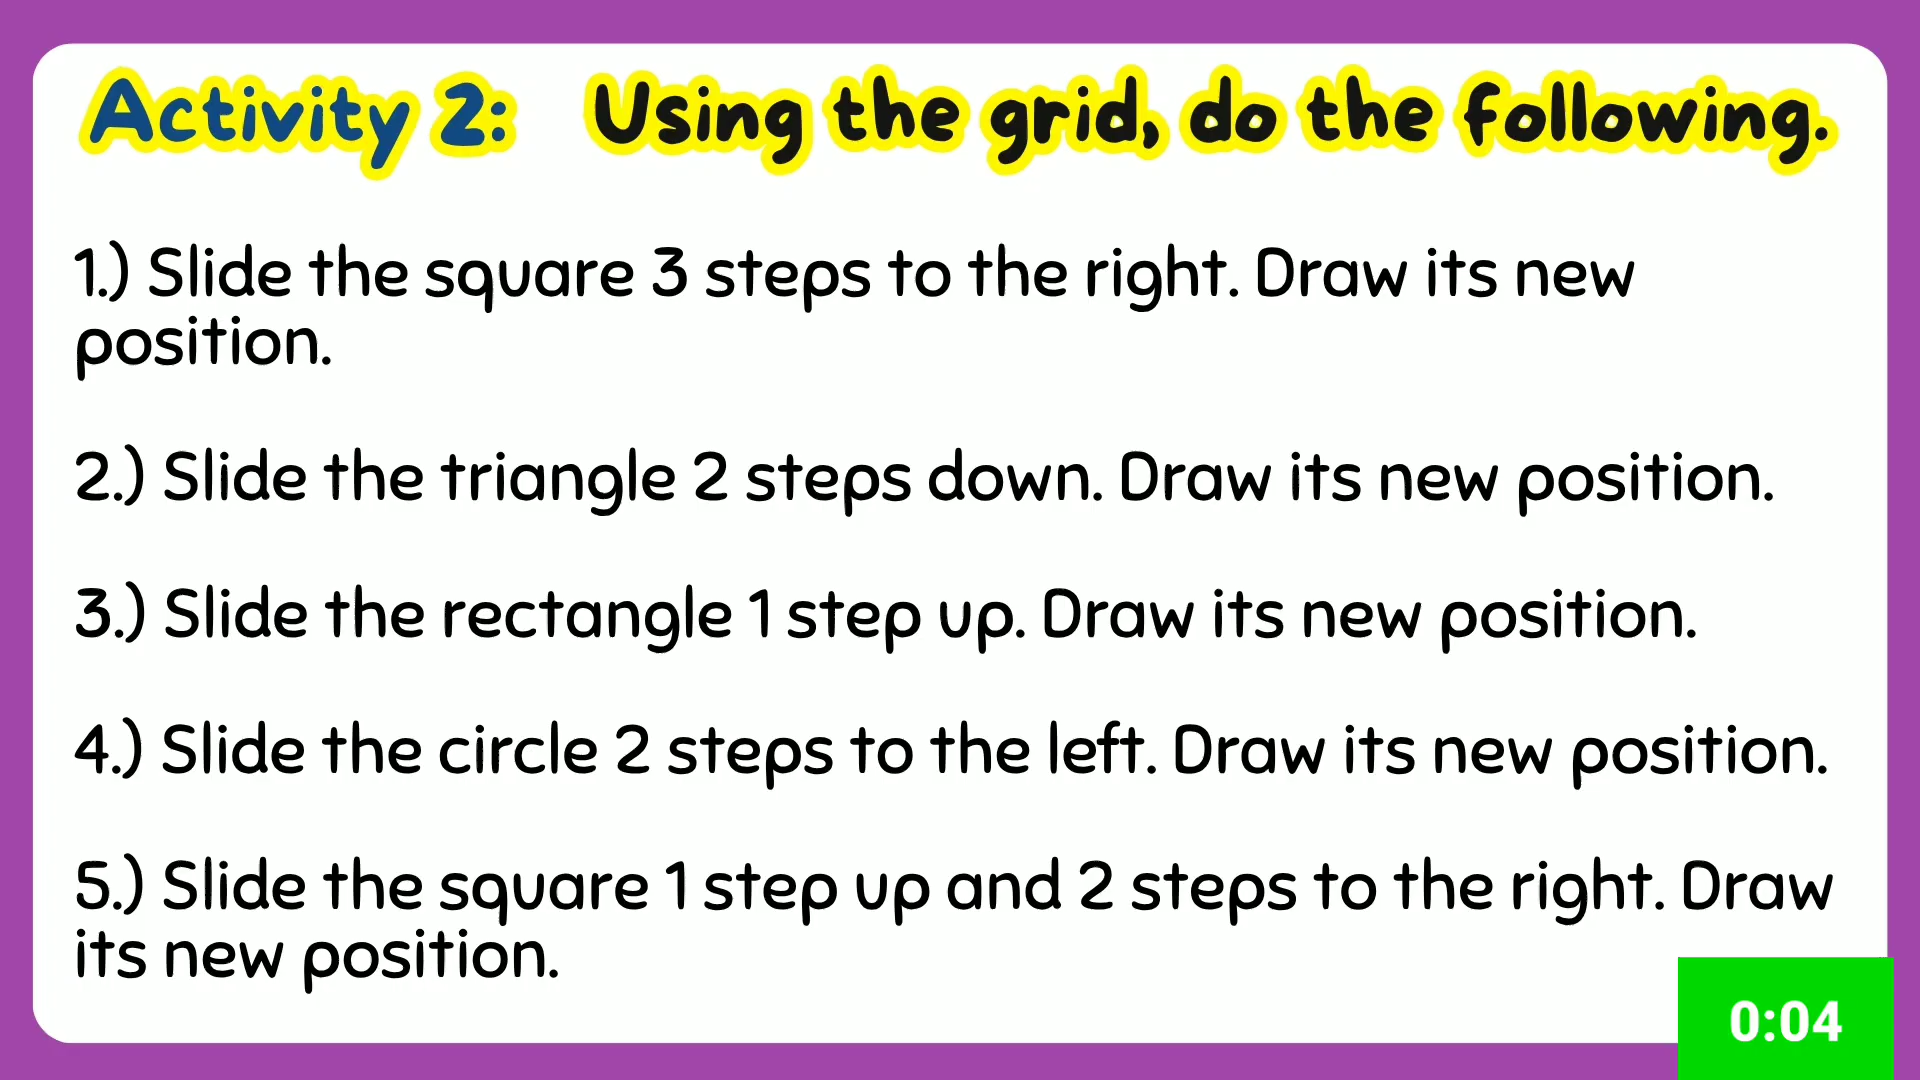 Activity 2: Using the grid, do the following.
1.) Slide the square 3 steps to the right. Draw its new
position.
2.) Slide the triangle 2 steps down. Draw its new position.
3.) Slide the rectangle 1 step up. Draw its new position.
4.) Slide the circle 2 steps to the left. Draw its new position.
5.) Slide the square 1 step up and 2 steps to the right. Draw
its new position.
0:04